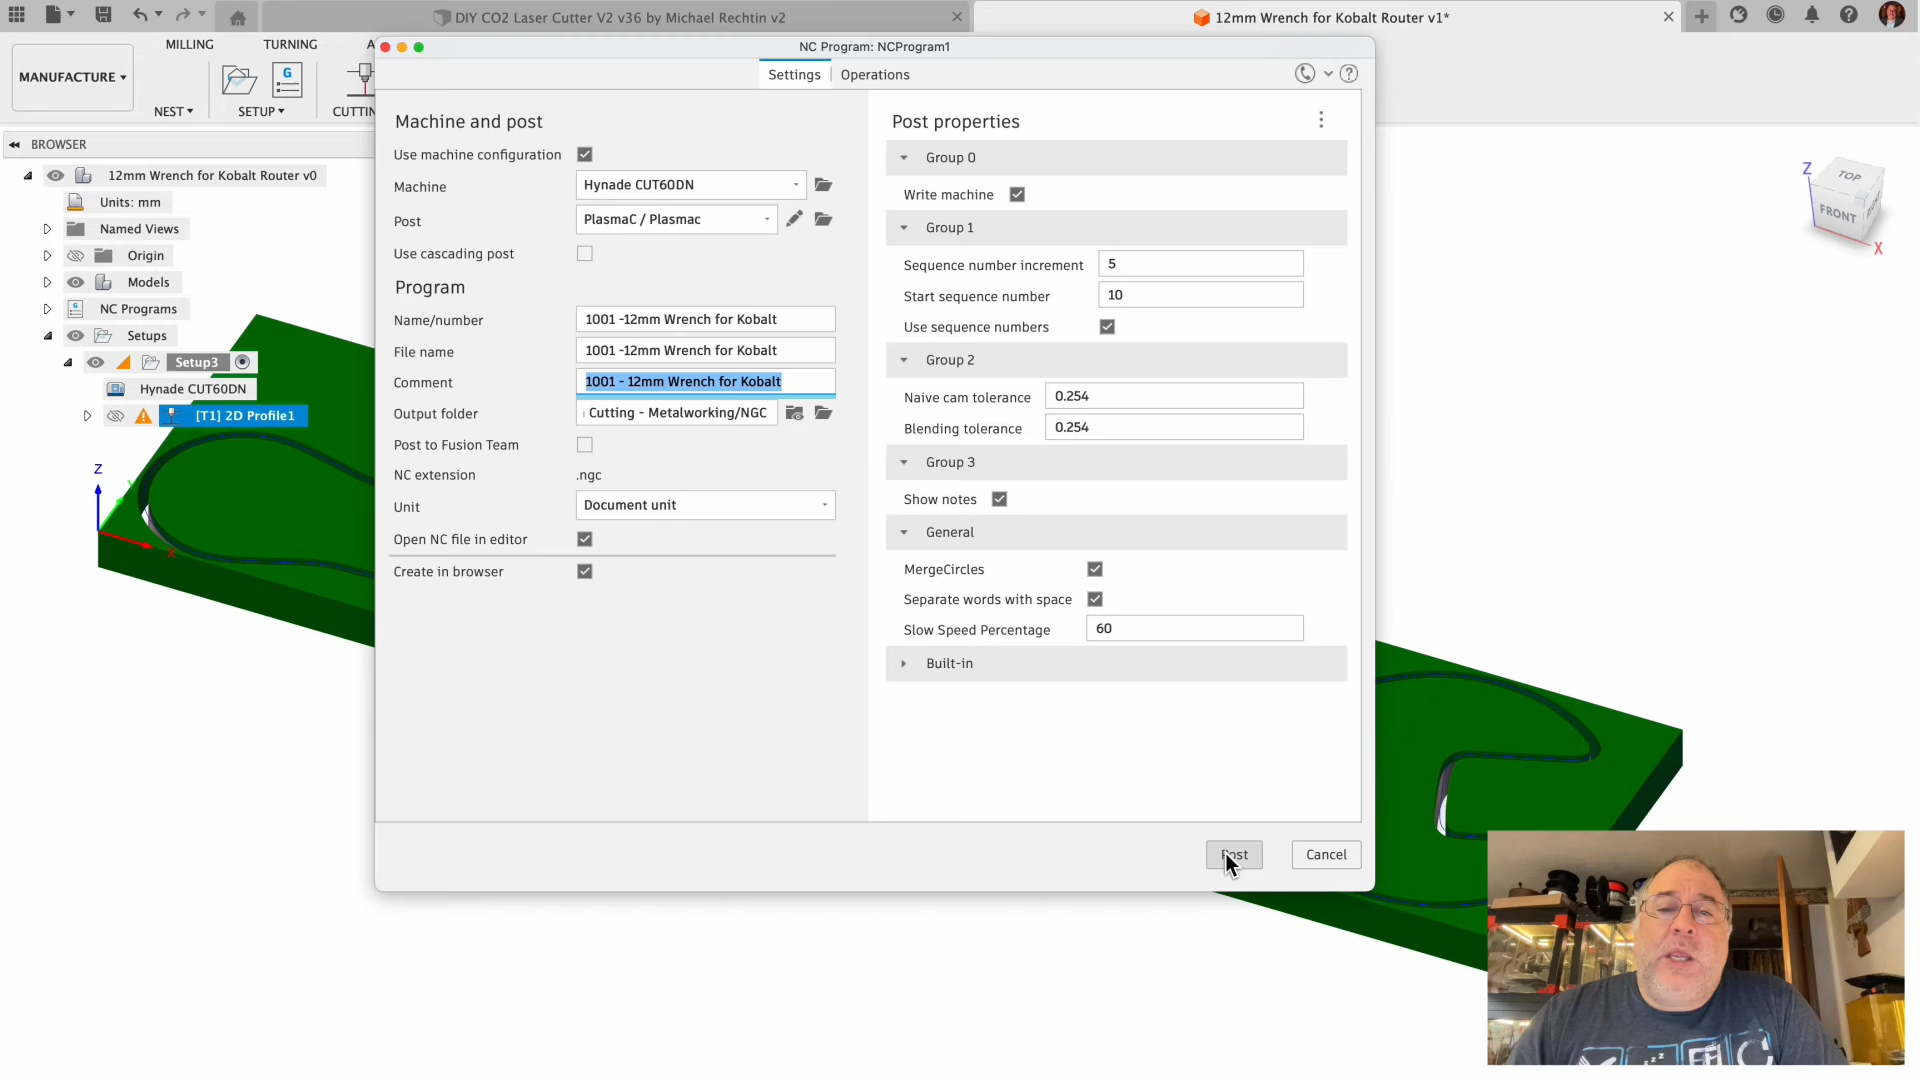 DIY CO2 Laser Cutter V2 v36 by Michael Rechtin v2
12mm Wrench for Kobalt Router v1*
MILLING
TURNING
MANUFACTURE
NEST
SETUP
CUTTIN
BROWSER
12mm Wrench for Kobalt Router v0
Units: mm
Named Views
Origin
Models
NC Programs
Setups
Setup3
Hynade CUT60DN
[T1] 2D Profile1
Z
X
NC Program: NCProgram1
Settings
Operations
Machine and post
Use machine configuration
Machine
Hynade CUT60DN
Post
PlasmaC / Plasmac
Use cascading post
Program
Name/number
1001 -12mm Wrench for Kobalt
File name
1001 -12mm Wrench for Kobalt
Comment
1001 - 12mm Wrench for Kobalt
Output folder
Cutting - Metalworking/NGC
Post to Fusion Team
NC extension
.ngc
Unit
Document unit
Open NC file in editor
Create in browser
Post properties
Group 0
Write machine
Group 1
Sequence number increment
5
Start sequence number
10
Use sequence numbers
Group 2
Naive cam tolerance
0.254
Blending tolerance
0.254
Group 3
Show notes
General
MergeCircles
Separate words with space
Slow Speed Percentage
60
Built-in
Post
Cancel
Z
TOP
FRONT
X